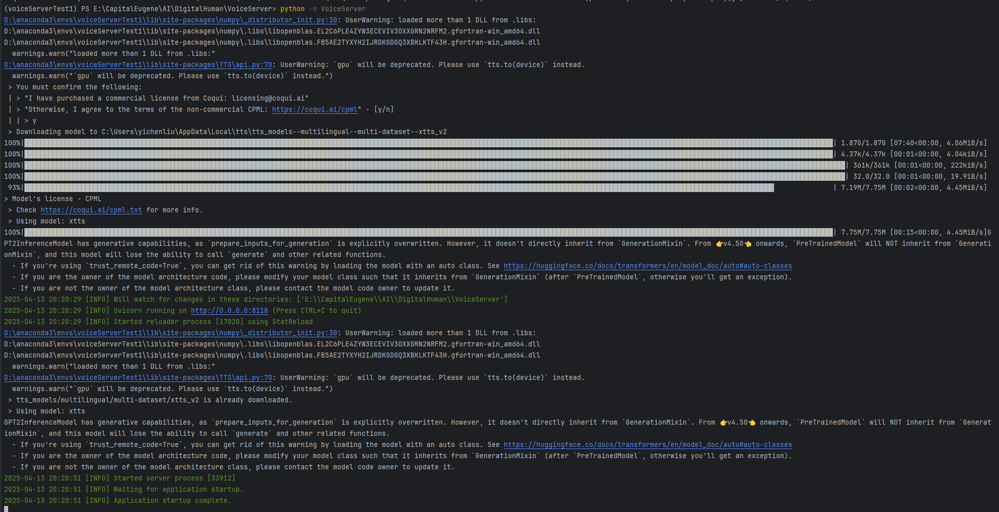 (voiceServerTest1) PS E:\CapitalEugene\AI\DigitalHuman\VoiceServer> python -m VoiceServer
D:\anaconda3\envs\voiceServerTest1\lib\site-packages\numpy\_distributor_init.py:30: UserWarning: loaded more than 1 DLL from .libs:
D:\anaconda3\envs\voiceServerTest1\lib\site-packages\numpy\.libs\libopenblas.EL2C6PLE4ZYW3ECEVIV3OXXGRN2NRFM2.gfortran-win_amd64.dll
D:\anaconda3\envs\voiceServerTest1\lib\site-packages\numpy\.libs\libopenblas.FB5AE2TYXYH2IJRDKGDGQ3XBKLKTF43H.gfortran-win_amd64.dll
  warnings.warn("loaded more than 1 DLL from .libs:"
D:\anaconda3\envs\voiceServerTest1\lib\site-packages\TTS\api.py:70: UserWarning: `gpu` will be deprecated. Please use `tts.to(device)` instead.
  warnings.warn("`gpu` will be deprecated. Please use `tts.to(device)` instead.")
 > You must confirm the following:
 | > "I have purchased a commercial license from Coqui: licensing@coqui.ai"
 | > "Otherwise, I agree to the terms of the non-commercial CPML: https://coqui.ai/cpml" - [y/n]
 | | > y
 > Downloading model to C:\Users\yichenliu\AppData\Local\tts\tts_models--multilingual--multi-dataset--xtts_v2
100%| | 1.87G/1.87G [07:40<00:00, 4.06MiB/s]
100%| | 4.37k/4.37k [00:01<00:00, 4.04kiB/s]
100%| | 361k/361k [00:01<00:00, 222kiB/s]
100%| | 32.0/32.0 [00:01<00:00, 19.9iB/s]
 93%| | 7.19M/7.75M [00:02<00:00, 4.45MiB/s]
> Model's license - CPML
 > Check https://coqui.ai/cpml.txt for more info.
 > Using model: xtts
100%| | 7.75M/7.75M [00:15<00:00, 4.45MiB/s]G
PT2InferenceModel has generative capabilities, as `prepare_inputs_for_generation` is explicitly overwritten. However, it doesn't directly inherit from `GenerationMixin`. From 👉v4.50👈 onwards, `PreTrainedModel` will NOT inherit from `Generati
onMixin`, and this model will lose the ability to call `generate` and other related functions.
  - If you're using `trust_remote_code=True`, you can get rid of this warning by loading the model with an auto class. See https://huggingface.co/docs/transformers/en/model_doc/auto#auto-classes
  - If you are the owner of the model architecture code, please modify your model class such that it inherits from `GenerationMixin` (after `PreTrainedModel`, otherwise you'll get an exception).
  - If you are not the owner of the model architecture class, please contact the model code owner to update it.
2025-04-13 20:20:29 [INFO] Will watch for changes in these directories: ['E:\\CapitalEugene\\AI\\DigitalHuman\\VoiceServer']
2025-04-13 20:20:29 [INFO] Uvicorn running on http://0.0.0.0:8118 (Press CTRL+C to quit)
2025-04-13 20:20:29 [INFO] Started reloader process [17020] using StatReload
D:\anaconda3\envs\voiceServerTest1\lib\site-packages\numpy\_distributor_init.py:30: UserWarning: loaded more than 1 DLL from .libs:
D:\anaconda3\envs\voiceServerTest1\lib\site-packages\numpy\.libs\libopenblas.EL2C6PLE4ZYW3ECEVIV3OXXGRN2NRFM2.gfortran-win_amd64.dll
D:\anaconda3\envs\voiceServerTest1\lib\site-packages\numpy\.libs\libopenblas.FB5AE2TYXYH2IJRDKGDGQ3XBKLKTF43H.gfortran-win_amd64.dll
  warnings.warn("loaded more than 1 DLL from .libs:"
D:\anaconda3\envs\voiceServerTest1\lib\site-packages\TTS\api.py:70: UserWarning: `gpu` will be deprecated. Please use `tts.to(device)` instead.
  warnings.warn("`gpu` will be deprecated. Please use `tts.to(device)` instead.")
 > tts_models/multilingual/multi-dataset/xtts_v2 is already downloaded.
 > Using model: xtts
GPT2InferenceModel has generative capabilities, as `prepare_inputs_for_generation` is explicitly overwritten. However, it doesn't directly inherit from `GenerationMixin`. From 👉v4.50👈 onwards, `PreTrainedModel` will NOT inherit from `Generat
ionMixin`, and this model will lose the ability to call `generate` and other related functions.
  - If you're using `trust_remote_code=True`, you can get rid of this warning by loading the model with an auto class. See https://huggingface.co/docs/transformers/en/model_doc/auto#auto-classes
  - If you are the owner of the model architecture code, please modify your model class such that it inherits from `GenerationMixin` (after `PreTrainedModel`, otherwise you'll get an exception).
  - If you are not the owner of the model architecture class, please contact the model code owner to update it.
2025-04-13 20:20:51 [INFO] Started server process [33912]
2025-04-13 20:20:51 [INFO] Waiting for application startup.
2025-04-13 20:20:51 [INFO] Application startup complete.